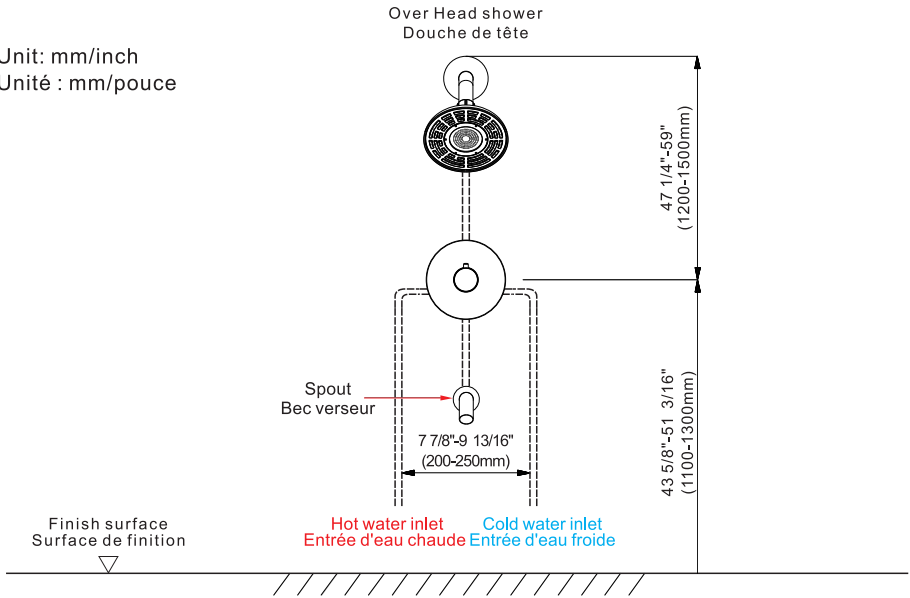 Over Head shower
Douche de tête
Unit: mm/inch
Unité : mm/pouce
47 1/4"-59"
(1200-1500mm)
Spout
Bec verseur
7 7/8"-9 13/16"
(200-250mm)
43 5/8"-51 3/16"
(1100-1300mm)
Finish surface
Surface de finition
Hot water inlet
Entrée d'eau chaude
Cold water inlet
Entrée d'eau froide